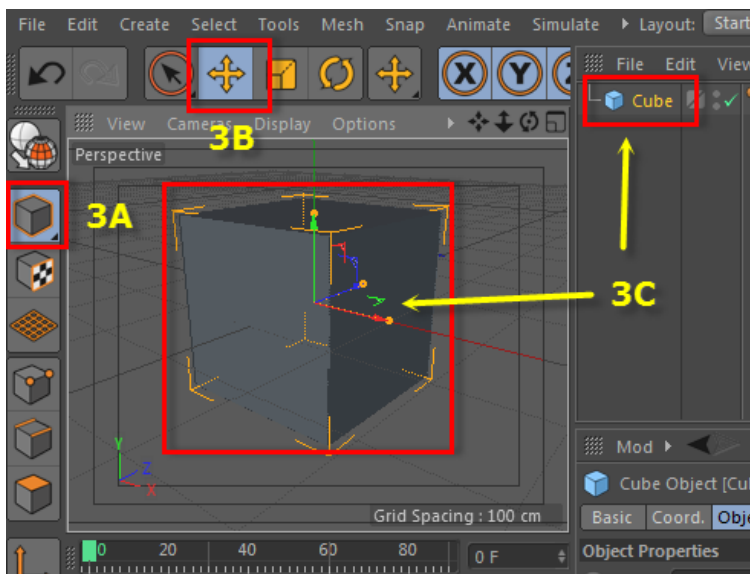 File Edit Create Select Tools Mesh Snap Animate Simulate Layout: Start
X Y Z
File Edit View
Cube
View Cameras Display Options
3B
Perspective
3A
3C
Y
Z
X
Grid Spacing : 100 cm
Mod
Cube Object [Cu
Basic Coord. Obje
0 20 40 60 80 0 F
Object Properties